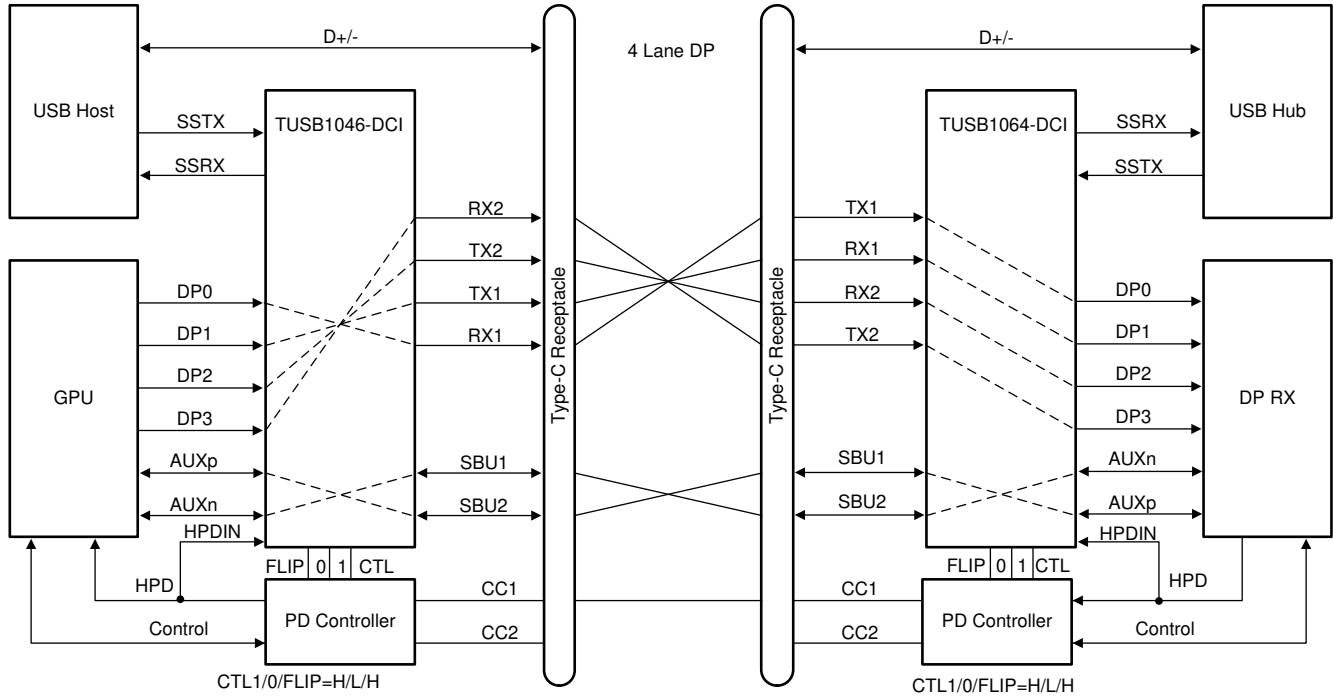 D+/-
4 Lane DP
D+/-
USB Host
SSTX
SSRX
TUSB1046-DCI
TUSB1064-DCI
SSRX
SSTX
USB Hub
RX2
TX2
TX1
RX1
Type-C Receptacle
Type-C Receptacle
TX1
RX1
RX2
TX2
GPU
DP0
DP1
DP2
DP3
AUXp
AUXn
HPDIN
SBU1
SBU2
SBU1
SBU2
DP0
DP1
DP2
DP3
AUXn
AUXp
HPDIN
DP RX
FLIP 0 1 CTL
FLIP 0 1 CTL
HPD
Control
PD Controller
CC1
CC2
CC1
CC2
PD Controller
HPD
Control
CTL1/0/FLIP=H/L/H
CTL1/0/FLIP=H/L/H